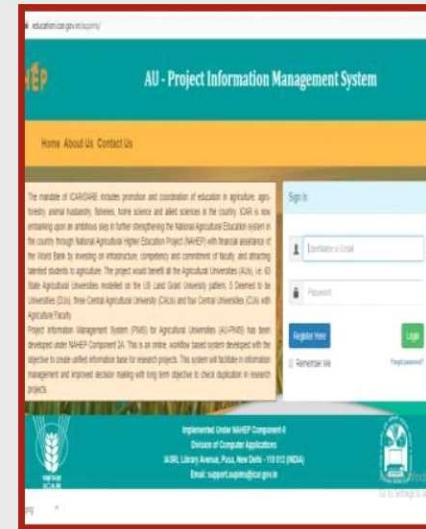 education.icar.gov.in/aupims/
AU - Project Information Management System
Home About Us Contact Us
The mandate of ICAR/DARE includes promotion and coordination of education in agriculture, agro-
forestry, animal husbandry, fisheries, home science and allied sciences in the country. ICAR is now
embarking upon an ambitious step in further strengthening the National Agricultural Education system in
the country through National Agricultural Higher Education Project (NAHEP) with financial assistance of
the World Bank by investing on infrastructure, competency and commitment of faculty, and attracting
talented students to agriculture. The project would benefit all the Agricultural Universities (AUs), i.e. 63
State Agricultural Universities modelled on the US Land Grant University pattern, 5 Deemed to be
Universities (DUs), three Central Agricultural University (CAUs) and four Central Universities (CUs) with
Agriculture Faculty.
Project Information Management System (PIMS) for Agricultural Universities (AU-PIMS) has been
developed under NAHEP Component 2A. This is an online, workflow based system developed with the
objective to create unified information base for research projects. This system will facilitate in information
management and improved decision making with long term objective to check duplication in research
projects.
Sign In
Username or Email
Password
Register Here
Login
Remember Me
Forgot password?
Implemented Under NAHEP Component-II
Division of Computer Applications
IASRI, Library Avenue, Pusa, New Delhi - 110 012 (INDIA)
Email: support.aupims@icar.gov.in